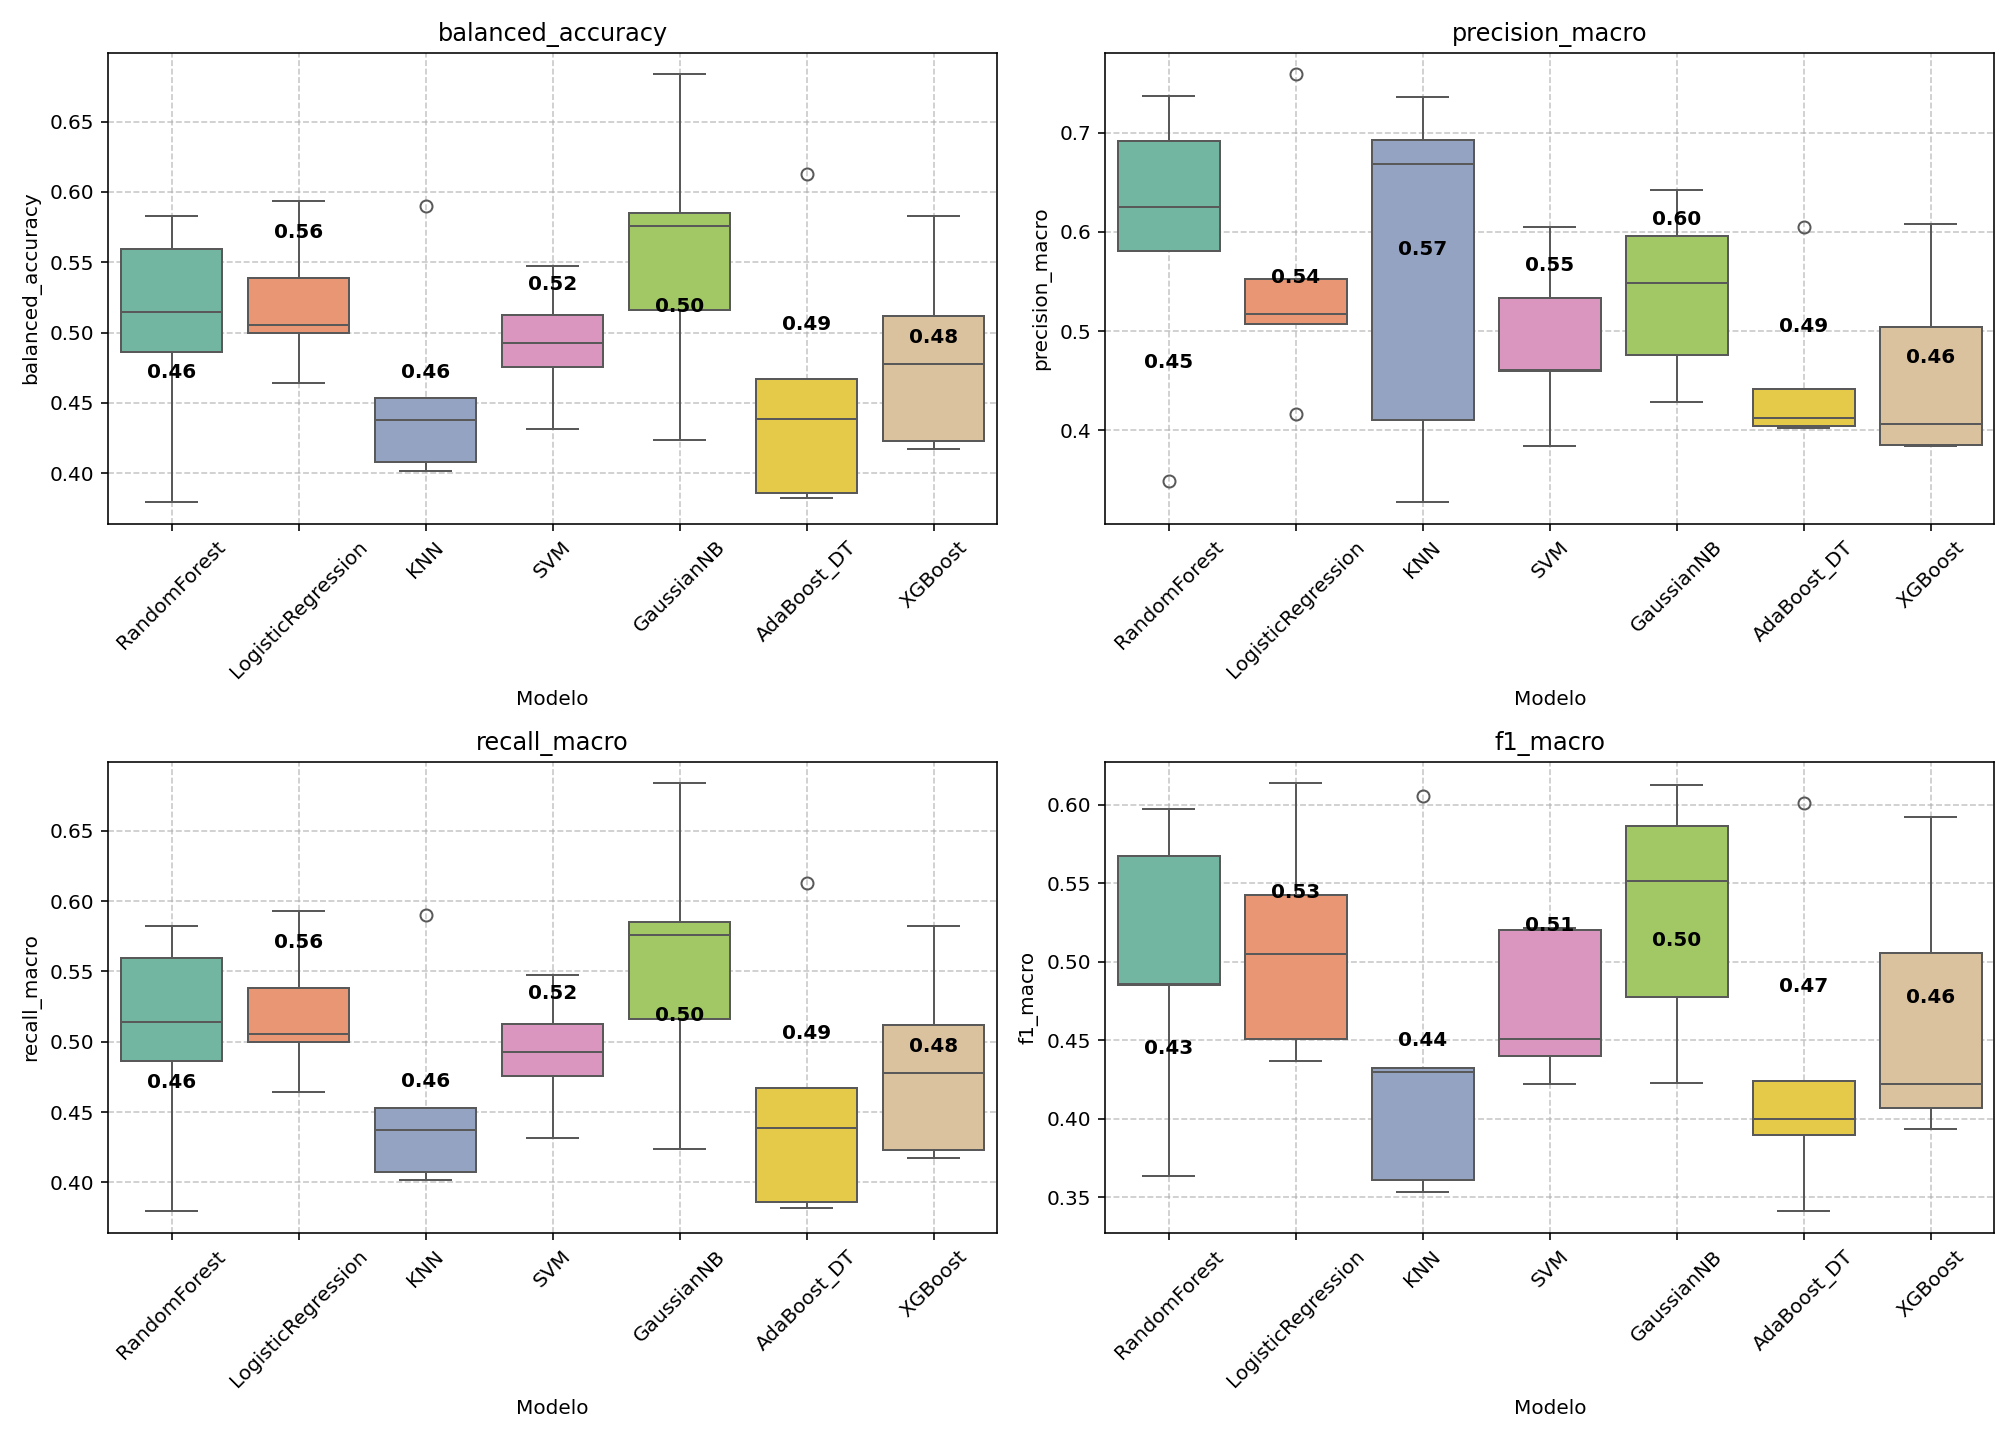 balanced_accuracy
balanced_accuracy
0.65
0.60
0.55
0.50
0.45
0.40
0.46
0.56
0.46
0.52
0.50
0.49
0.48
RandomForest
LogisticRegression
KNN
SVM
GaussianNB
AdaBoost_DT
XGBoost
Modelo
precision_macro
precision_macro
0.7
0.6
0.5
0.4
0.45
0.54
0.57
0.55
0.60
0.49
0.46
RandomForest
LogisticRegression
KNN
SVM
GaussianNB
AdaBoost_DT
XGBoost
Modelo
recall_macro
recall_macro
0.65
0.60
0.55
0.50
0.45
0.40
0.46
0.56
0.46
0.52
0.50
0.49
0.48
RandomForest
LogisticRegression
KNN
SVM
GaussianNB
AdaBoost_DT
XGBoost
Modelo
f1_macro
f1_macro
0.60
0.55
0.50
0.45
0.40
0.35
0.43
0.53
0.44
0.51
0.50
0.47
0.46
RandomForest
LogisticRegression
KNN
SVM
GaussianNB
AdaBoost_DT
XGBoost
Modelo